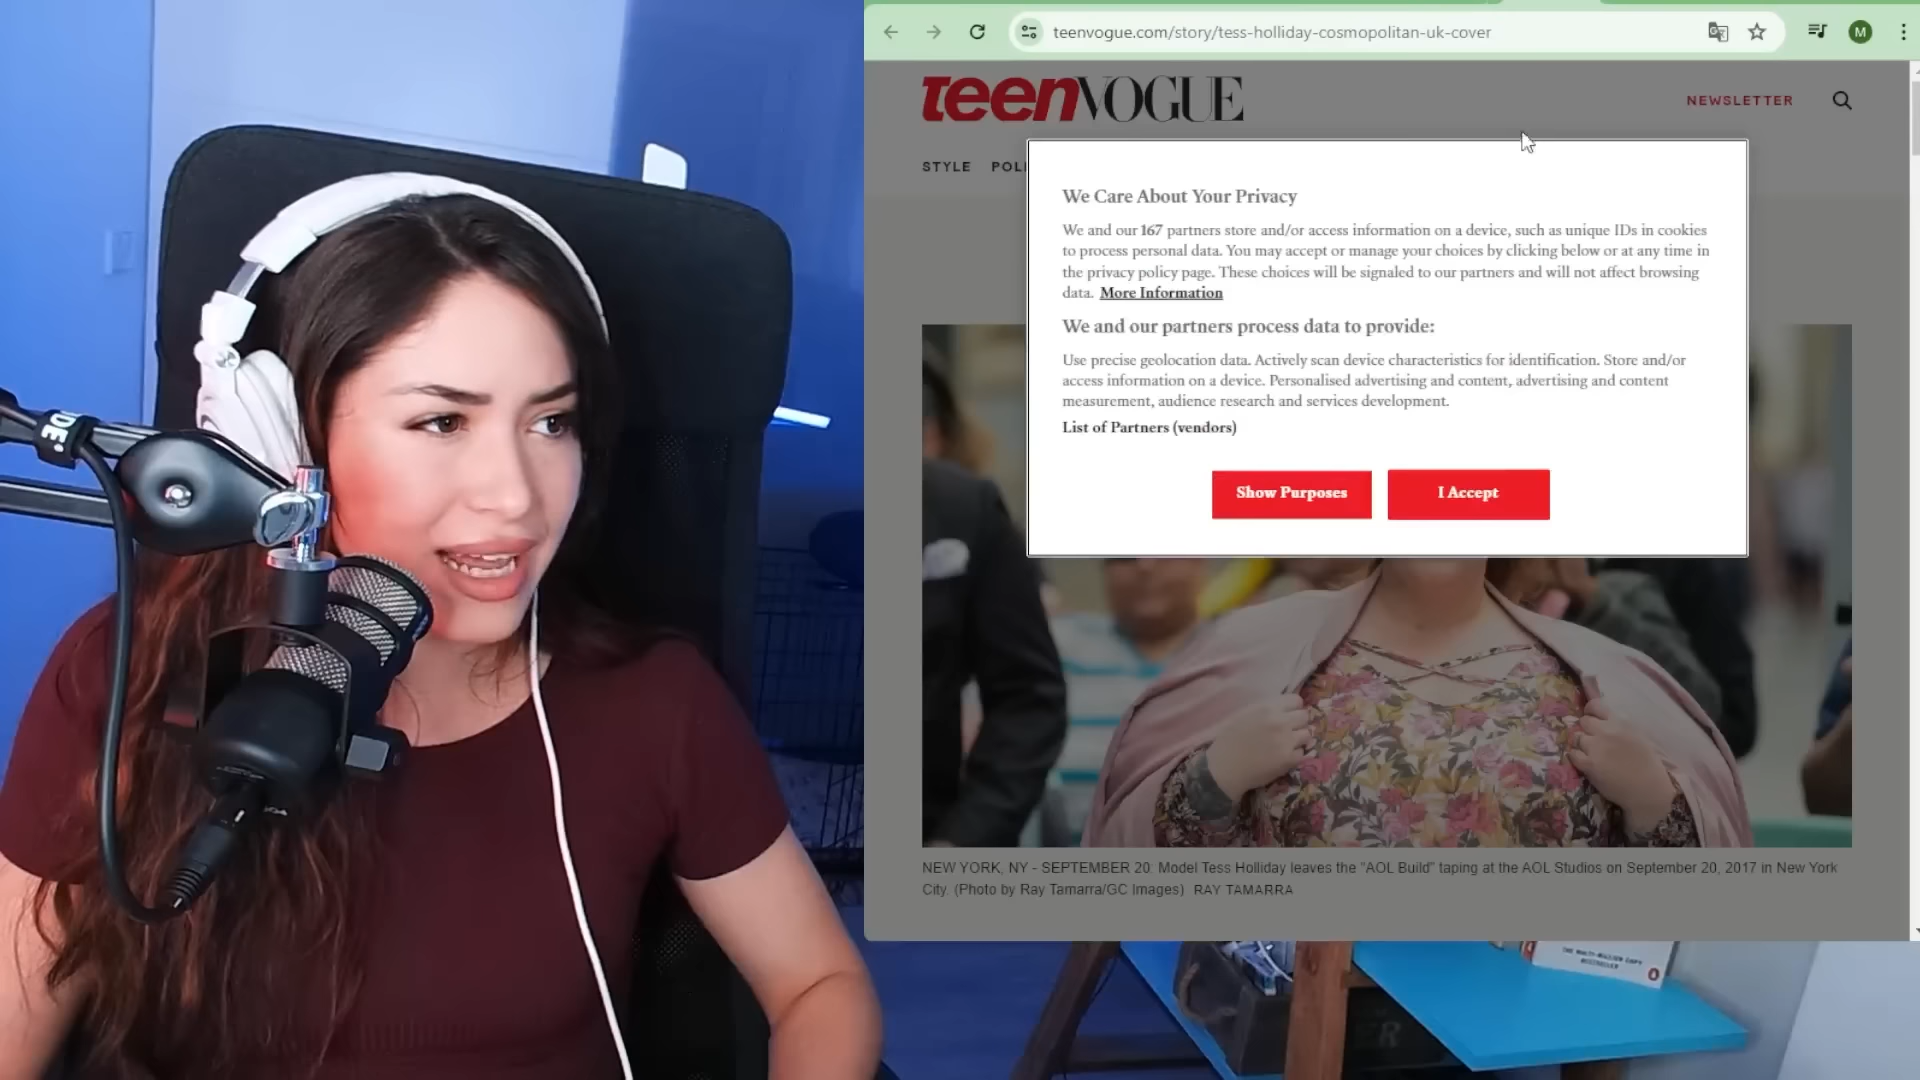 teenvogue.com/story/tess-holliday-cosmopolitan-uk-cover
M
teenVOGUE
NEWSLETTER
STYLE POLI
We Care About Your Privacy
We and our 167 partners store and/or access information on a device, such as unique IDs in cookies
to process personal data. You may accept or manage your choices by clicking below or at any time in
the privacy policy page. These choices will be signaled to our partners and will not affect browsing
data. More Information
We and our partners process data to provide:
Use precise geolocation data. Actively scan device characteristics for identification. Store and/or
access information on a device. Personalised advertising and content, advertising and content
measurement, audience research and services development.
List of Partners (vendors)
Show Purposes I Accept
NEW YORK, NY - SEPTEMBER 20: Model Tess Holliday leaves the "AOL Build" taping at the AOL Studios on September 20, 2017 in New York
City. (Photo by Ray Tamarra/GC Images) RAY TAMARRA
THE MULTI-MILLION COPY
BESTSELLER